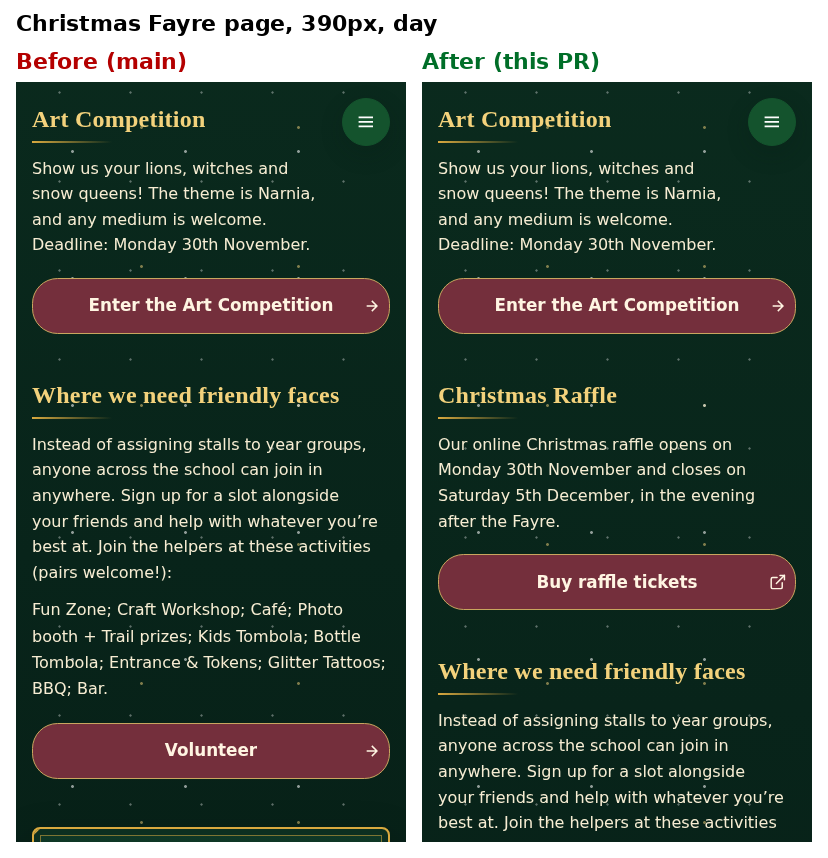 Christmas Fayre page, 390px, day
Before (main)
Art Competition
Show us your lions, witches and
snow queens! The theme is Narnia,
and any medium is welcome.
Deadline: Monday 30th November.
Enter the Art Competition
Where we need friendly faces
Instead of assigning stalls to year groups,
anyone across the school can join in
anywhere. Sign up for a slot alongside
your friends and help with whatever you’re
best at. Join the helpers at these activities
(pairs welcome!):
Fun Zone; Craft Workshop; Café; Photo
booth + Trail prizes; Kids Tombola; Bottle
Tombola; Entrance & Tokens; Glitter Tattoos;
BBQ; Bar.
Volunteer
After (this PR)
Art Competition
Show us your lions, witches and
snow queens! The theme is Narnia,
and any medium is welcome.
Deadline: Monday 30th November.
Enter the Art Competition
Christmas Raffle
Our online Christmas raffle opens on
Monday 30th November and closes on
Saturday 5th December, in the evening
after the Fayre.
Buy raffle tickets
Where we need friendly faces
Instead of assigning stalls to year groups,
anyone across the school can join in
anywhere. Sign up for a slot alongside
your friends and help with whatever you’re
best at. Join the helpers at these activities